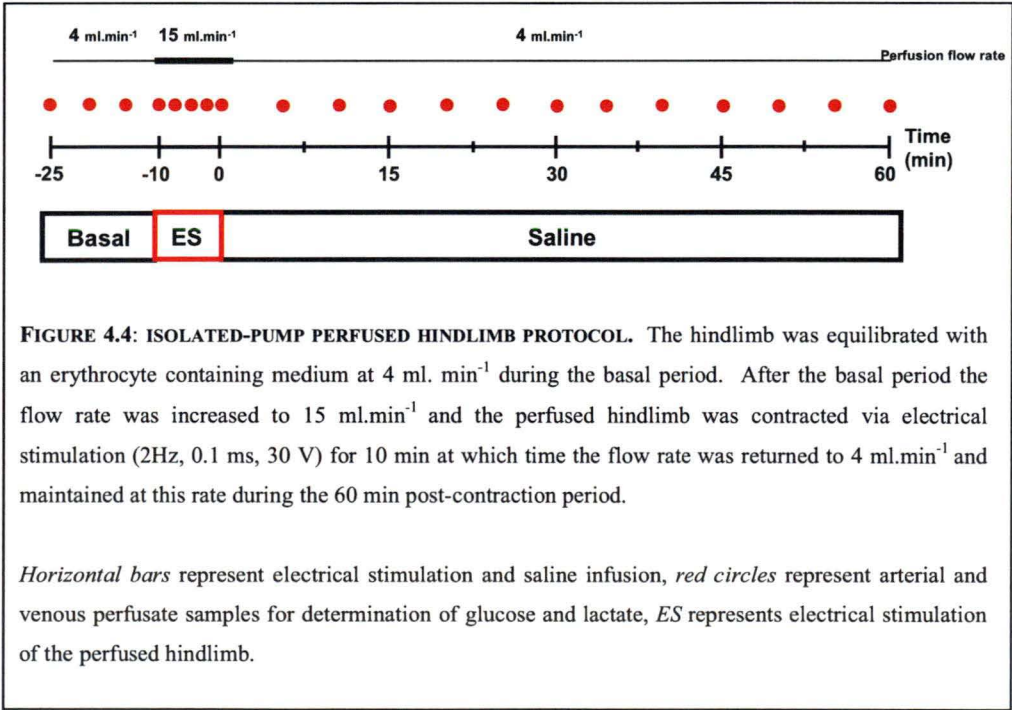 4 ml.min-1 15 ml.min-1 4 ml.min-1
Perfusion flow rate
Time
(min)
-25 -10 0 15 30 45 60
Basal ES Saline
FIGURE 4.4: ISOLATED-PUMP PERFUSED HINDLIMB PROTOCOL. The hindlimb was equilibrated with
an erythrocyte containing medium at 4 ml. min-1 during the basal period. After the basal period the
flow rate was increased to 15 ml.min-1 and the perfused hindlimb was contracted via electrical
stimulation (2Hz, 0.1 ms, 30 V) for 10 min at which time the flow rate was returned to 4 ml.min-1 and
maintained at this rate during the 60 min post-contraction period.
Horizontal bars represent electrical stimulation and saline infusion, red circles represent arterial and
venous perfusate samples for determination of glucose and lactate, ES represents electrical stimulation
of the perfused hindlimb.